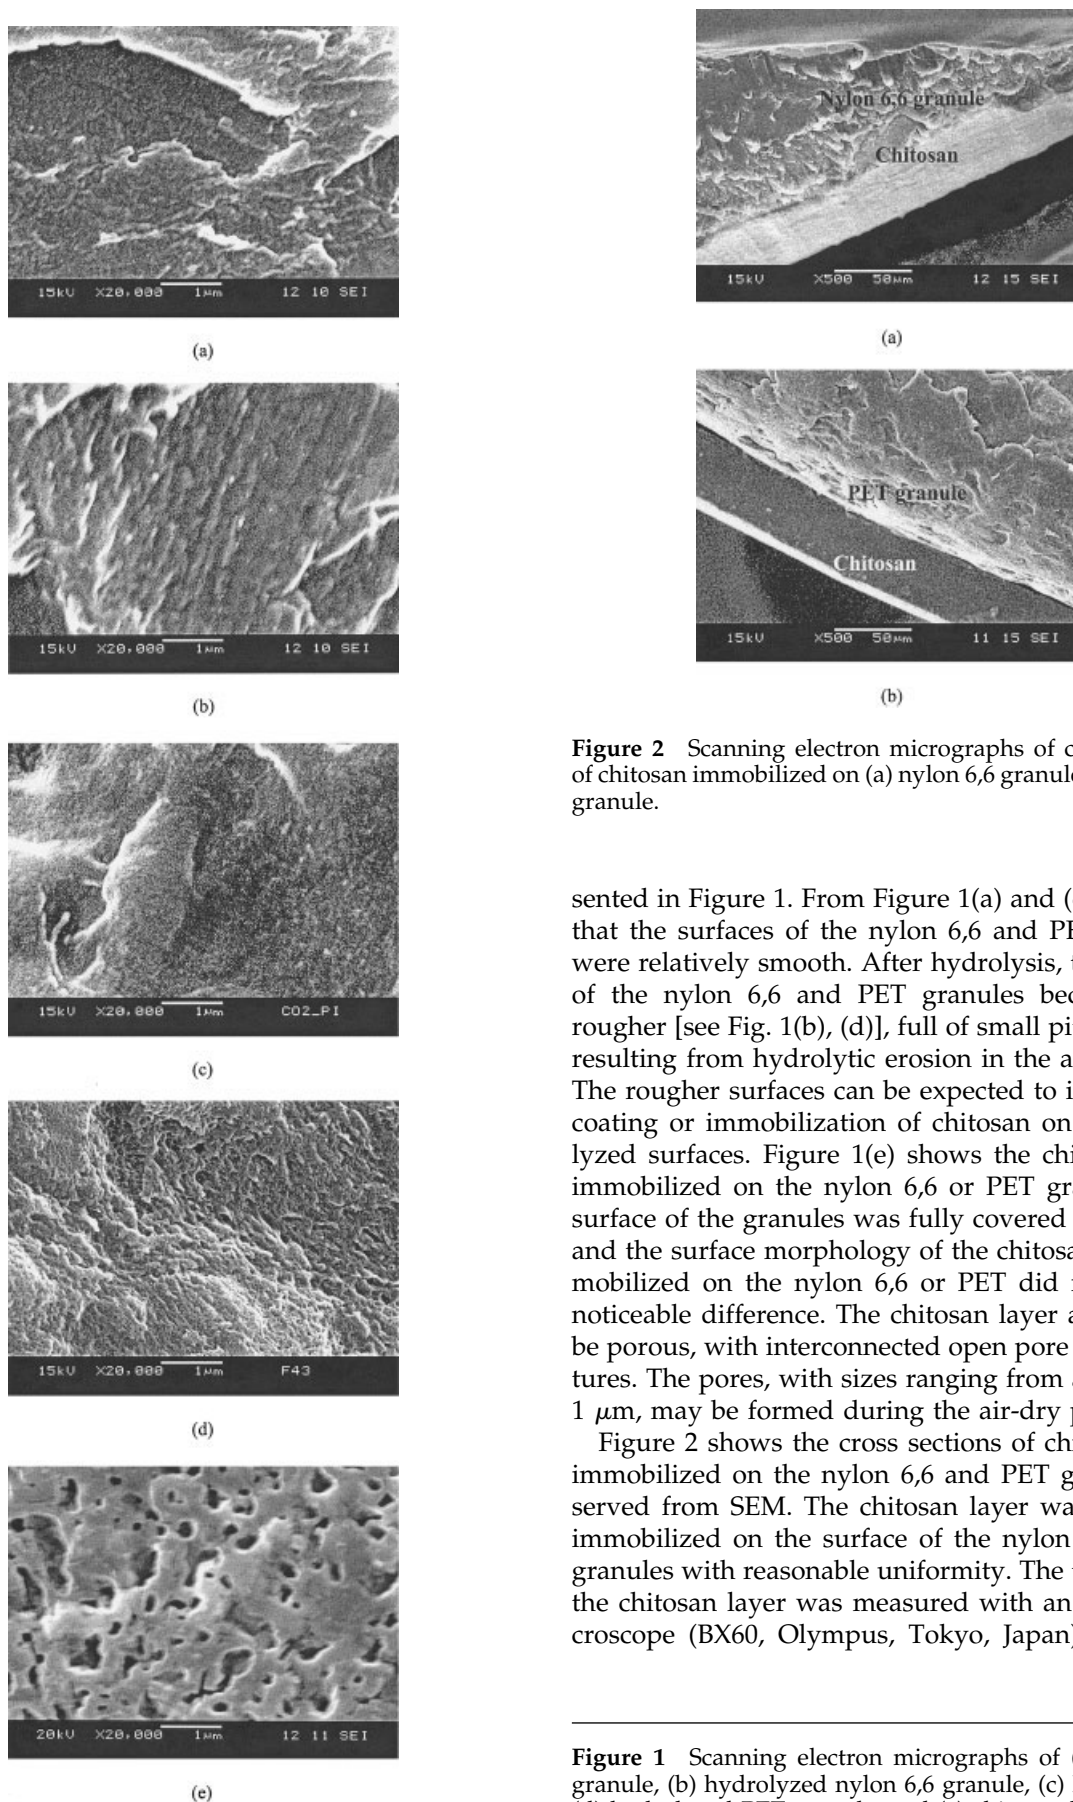 15kV X20,000 1μm 12 10 SEI
(a)
15kV X20,000 1μm 12 10 SEI
(b)
15kV X20,000 1μm CO2_PI
(c)
15kV X20,000 1μm F43
(d)
20kV X20,000 1μm 12 11 SEI
(e)
Nylon 6,6 granule
Chitosan
15kV X500 50μm 12 15 SEI
(a)
PET granule
Chitosan
15kV X500 50μm 11 15 SEI
(b)
Figure 2 Scanning electron micrographs of c
of chitosan immobilized on (a) nylon 6,6 granule
granule.
sented in Figure 1. From Figure 1(a) and (
that the surfaces of the nylon 6,6 and PE
were relatively smooth. After hydrolysis, t
of the nylon 6,6 and PET granules bec
rougher [see Fig. 1(b), (d)], full of small pi
resulting from hydrolytic erosion in the a
The rougher surfaces can be expected to i
coating or immobilization of chitosan on
lyzed surfaces. Figure 1(e) shows the chi
immobilized on the nylon 6,6 or PET gra
surface of the granules was fully covered
and the surface morphology of the chitosa
mobilized on the nylon 6,6 or PET did
noticeable difference. The chitosan layer a
be porous, with interconnected open pore
tures. The pores, with sizes ranging from
1 μm, may be formed during the air-dry p
Figure 2 shows the cross sections of chi
immobilized on the nylon 6,6 and PET g
served from SEM. The chitosan layer wa
immobilized on the surface of the nylon
granules with reasonable uniformity. The
the chitosan layer was measured with an
croscope (BX60, Olympus, Tokyo, Japan)
Figure 1 Scanning electron micrographs of (
granule, (b) hydrolyzed nylon 6,6 granule, (c)